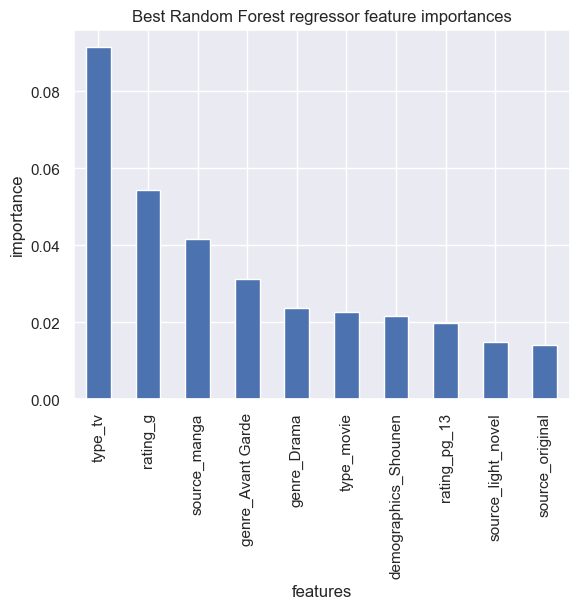 Best Random Forest regressor feature importances
importance
0.08
0.06
0.04
0.02
0.00
type_tv
rating_g
source_manga
genre_Avant Garde
genre_Drama
type_movie
demographics_Shounen
rating_pg_13
source_light_novel
source_original
features